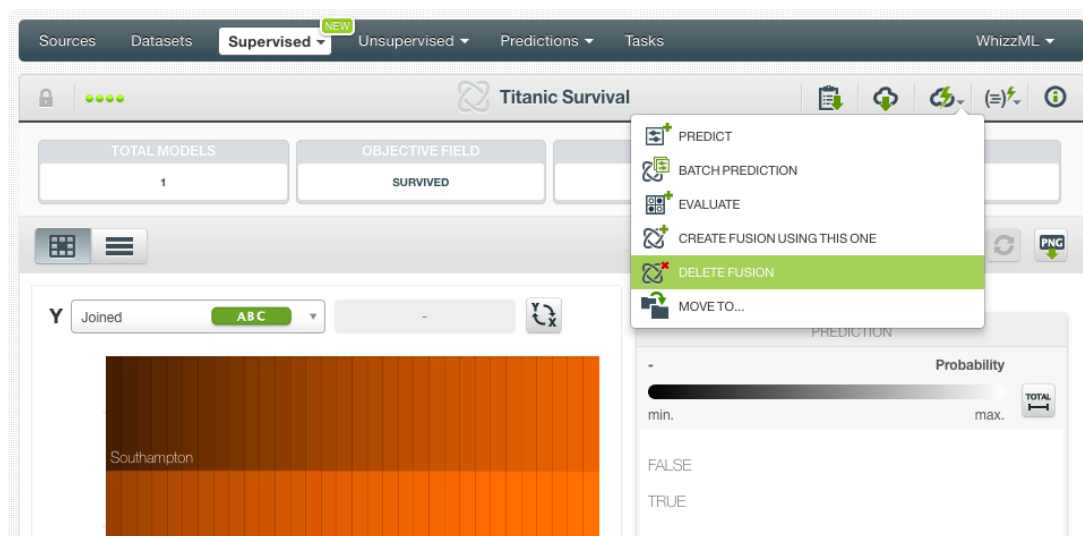 NEW
Sources Datasets Supervised Unsupervised Predictions Tasks WhizzML
Titanic Survival
TOTAL MODELS OBJECTIVE FIELD
1 SURVIVED
PREDICT
BATCH PREDICTION
EVALUATE
CREATE FUSION USING THIS ONE
DELETE FUSION
MOVE TO...
PNG
Y Joined ABC - Y X
PREDICTION
- Probability
TOTAL
min. max.
Southampton
FALSE
TRUE